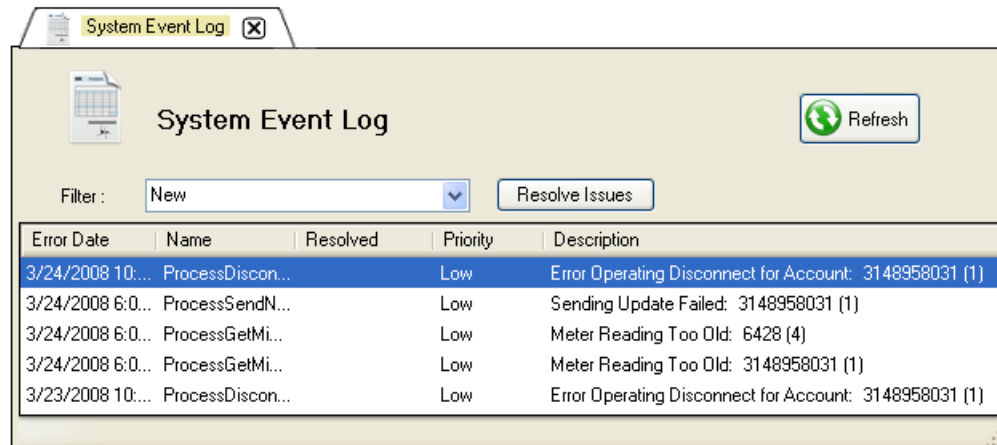 System Event Log
System Event Log
Refresh
Filter : New Resolve Issues
Error Date Name Resolved Priority Description
3/24/2008 10:... ProcessDiscon... Low Error Operating Disconnect for Account: 3148958031 (1)
3/24/2008 6:0... ProcessSendN... Low Sending Update Failed: 3148958031 (1)
3/24/2008 6:0... ProcessGetMi... Low Meter Reading Too Old: 6428 (4)
3/24/2008 6:0... ProcessGetMi... Low Meter Reading Too Old: 3148958031 (1)
3/23/2008 10:... ProcessDiscon... Low Error Operating Disconnect for Account: 3148958031 (1)